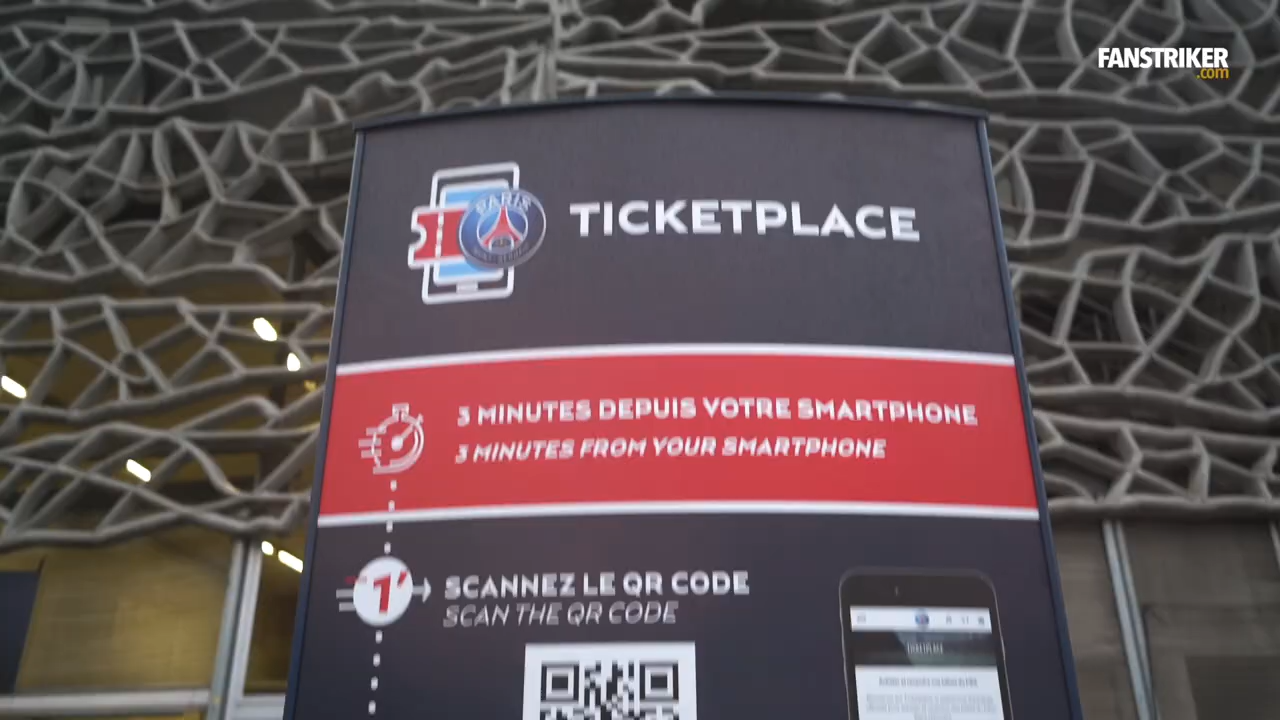 FANSTRIKER
.com
PARIS
TICKETPLACE
3 MINUTES DEPUIS VOTRE SMARTPHONE
3 MINUTES FROM YOUR SMARTPHONE
1'
SCANNEZ LE QR CODE
SCAN THE QR CODE
TICKETPLACE